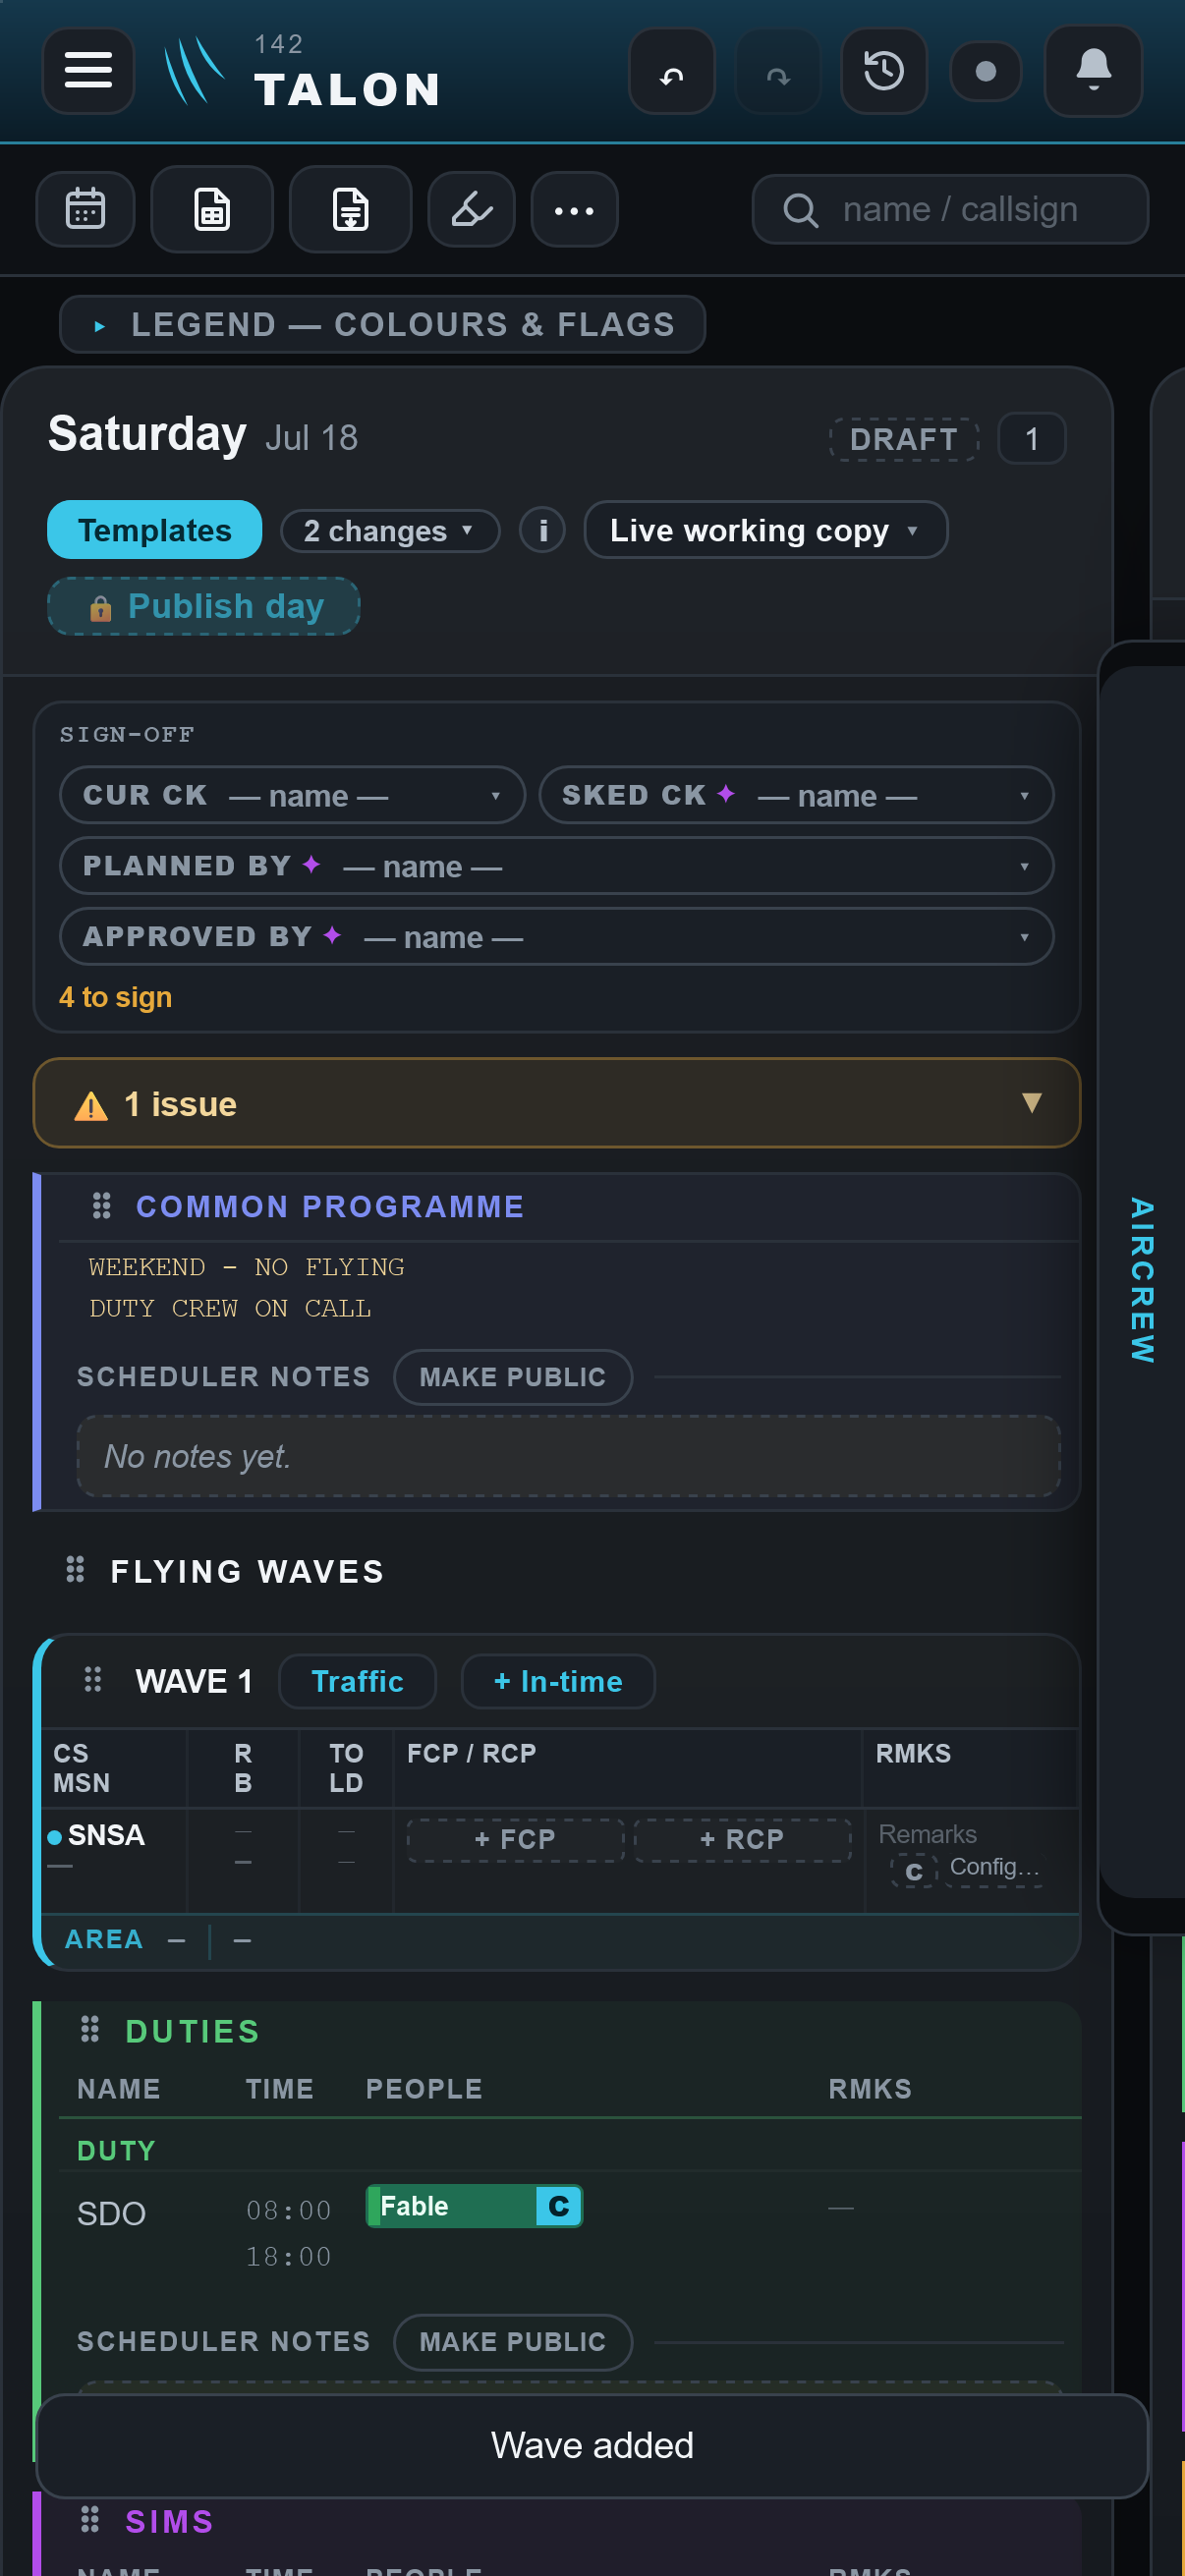 142
TALON
name / callsign
LEGEND — COLOURS & FLAGS
Saturday Jul 18 DRAFT 1
Templates 2 changes i Live working copy
Publish day
SIGN-OFF
CUR CK — name — SKED CK — name —
PLANNED BY — name —
APPROVED BY — name —
4 to sign
1 issue
COMMON PROGRAMME
WEEKEND - NO FLYING
DUTY CREW ON CALL
SCHEDULER NOTES MAKE PUBLIC
No notes yet.
AIRCREW
FLYING WAVES
WAVE 1 Traffic + In-time
CS R TO FCP / RCP RMKS
MSN B LD
SNSA — — + FCP + RCP Remarks
— — — C Config...
AREA – –
DUTIES
NAME TIME PEOPLE RMKS
DUTY
SDO 08:00 Fable C —
18:00
SCHEDULER NOTES MAKE PUBLIC
Wave added
SIMS
NAME TIME PEOPLE RMKS